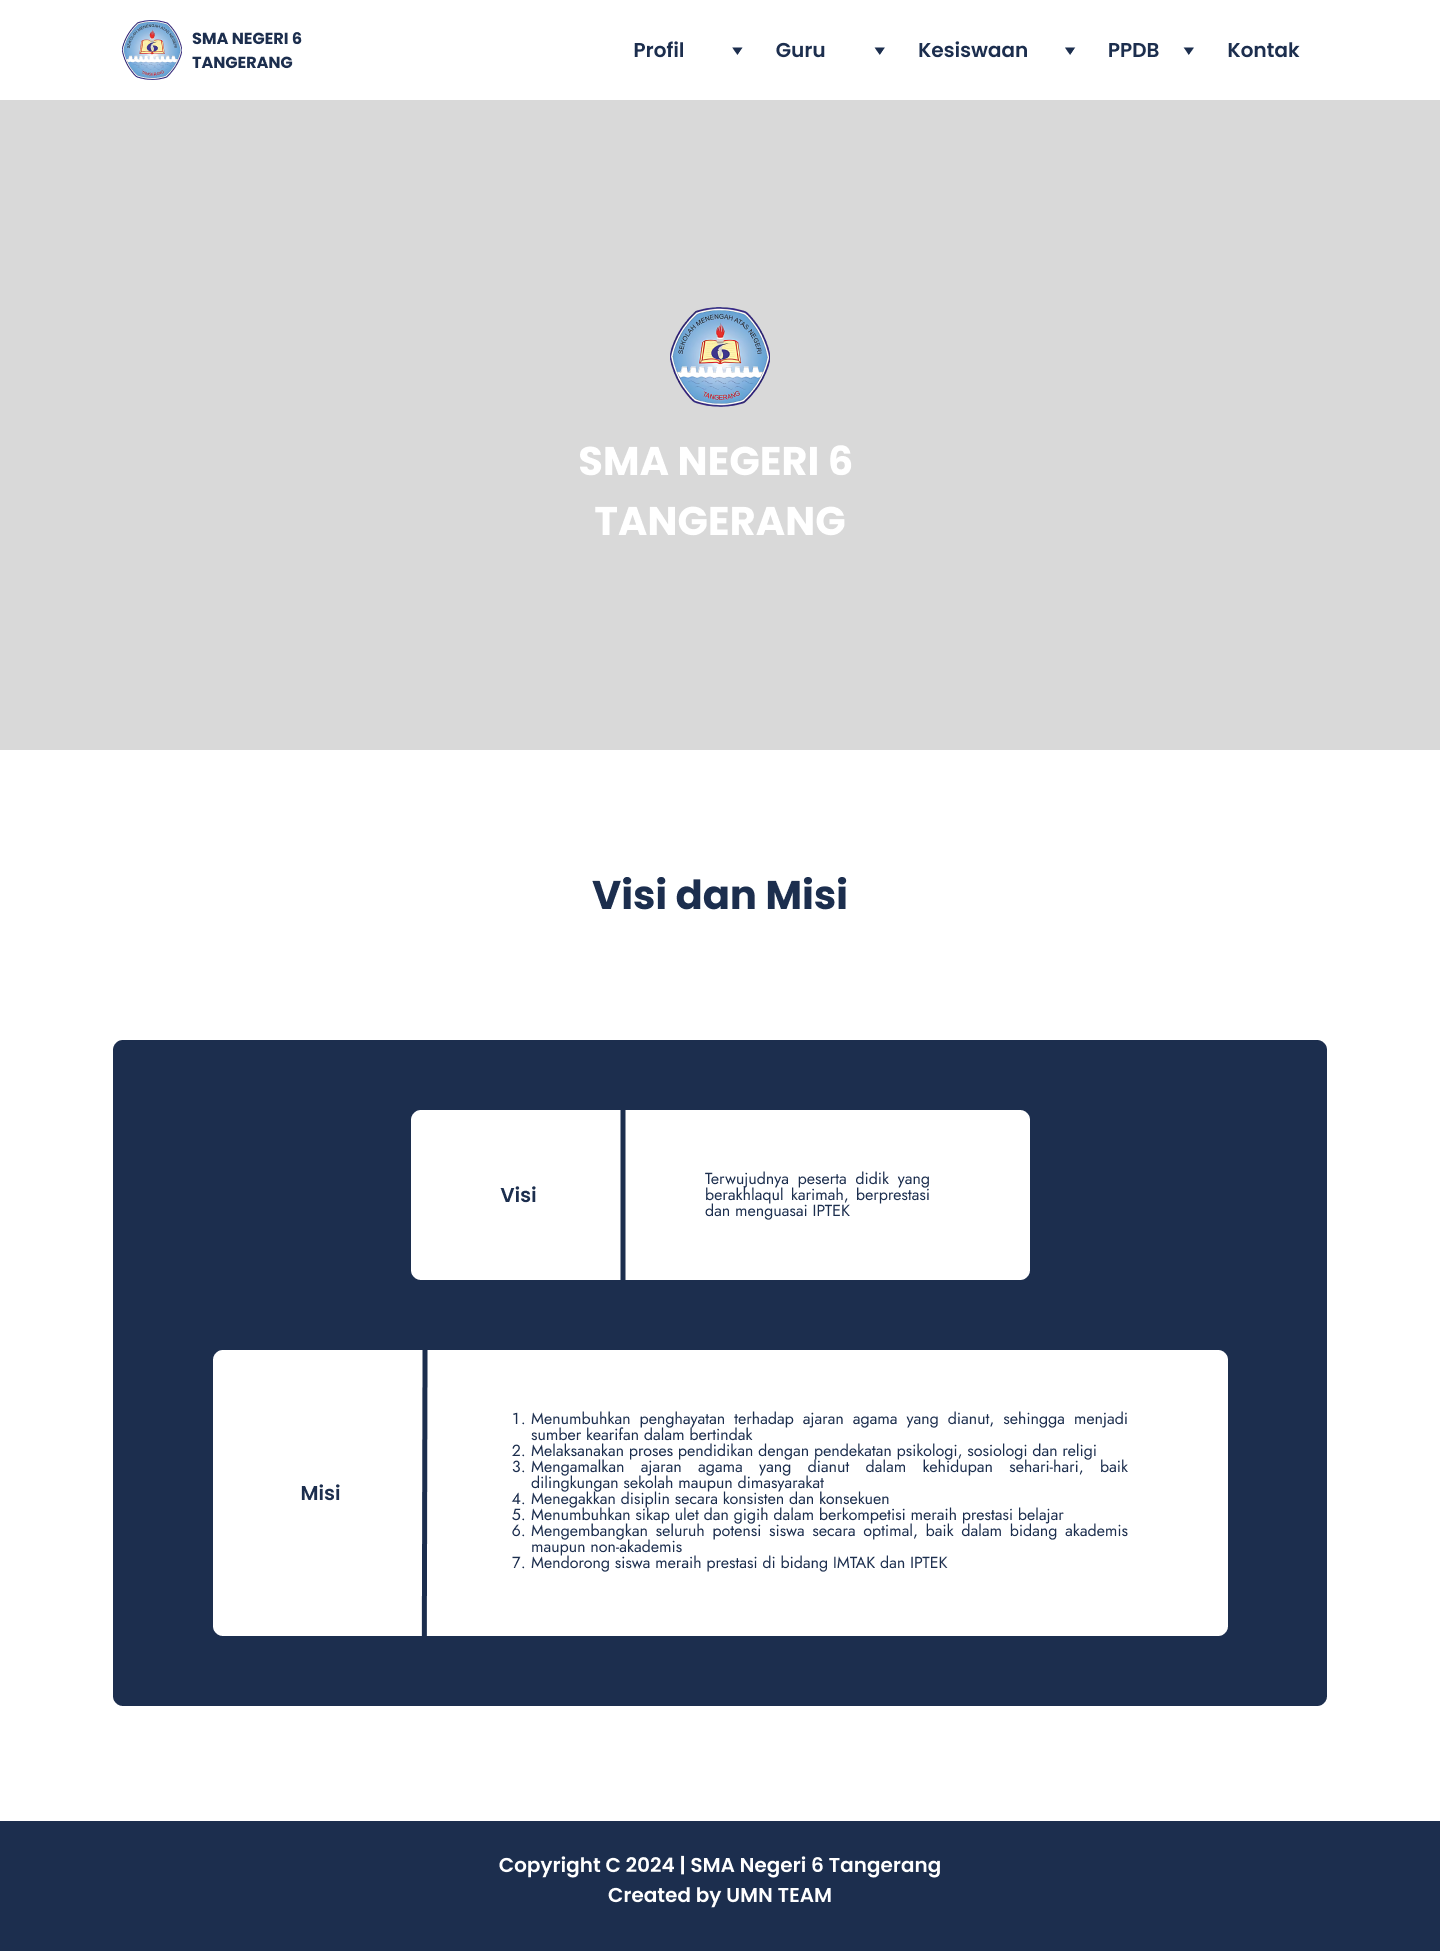 SMA NEGERI 6
TANGERANG
Profil
Guru
Kesiswaan
PPDB
Kontak
SEKOLAH MENENGAH ATAS NEGERI
6
TANGERANG
SMA NEGERI 6
TANGERANG
Visi dan Misi
Visi
Terwujudnya peserta didik yang
berakhlaqul karimah, berprestasi
dan menguasai IPTEK
Misi
1. Menumbuhkan penghayatan terhadap ajaran agama yang dianut, sehingga menjadi
sumber kearifan dalam bertindak
2. Melaksanakan proses pendidikan dengan pendekatan psikologi, sosiologi dan religi
3. Mengamalkan ajaran agama yang dianut dalam kehidupan sehari-hari, baik
dilingkungan sekolah maupun dimasyarakat
4. Menegakkan disiplin secara konsisten dan konsekuen
5. Menumbuhkan sikap ulet dan gigih dalam berkompetisi meraih prestasi belajar
6. Mengembangkan seluruh potensi siswa secara optimal, baik dalam bidang akademis
maupun non-akademis
7. Mendorong siswa meraih prestasi di bidang IMTAK dan IPTEK
Copyright C 2024 | SMA Negeri 6 Tangerang
Created by UMN TEAM